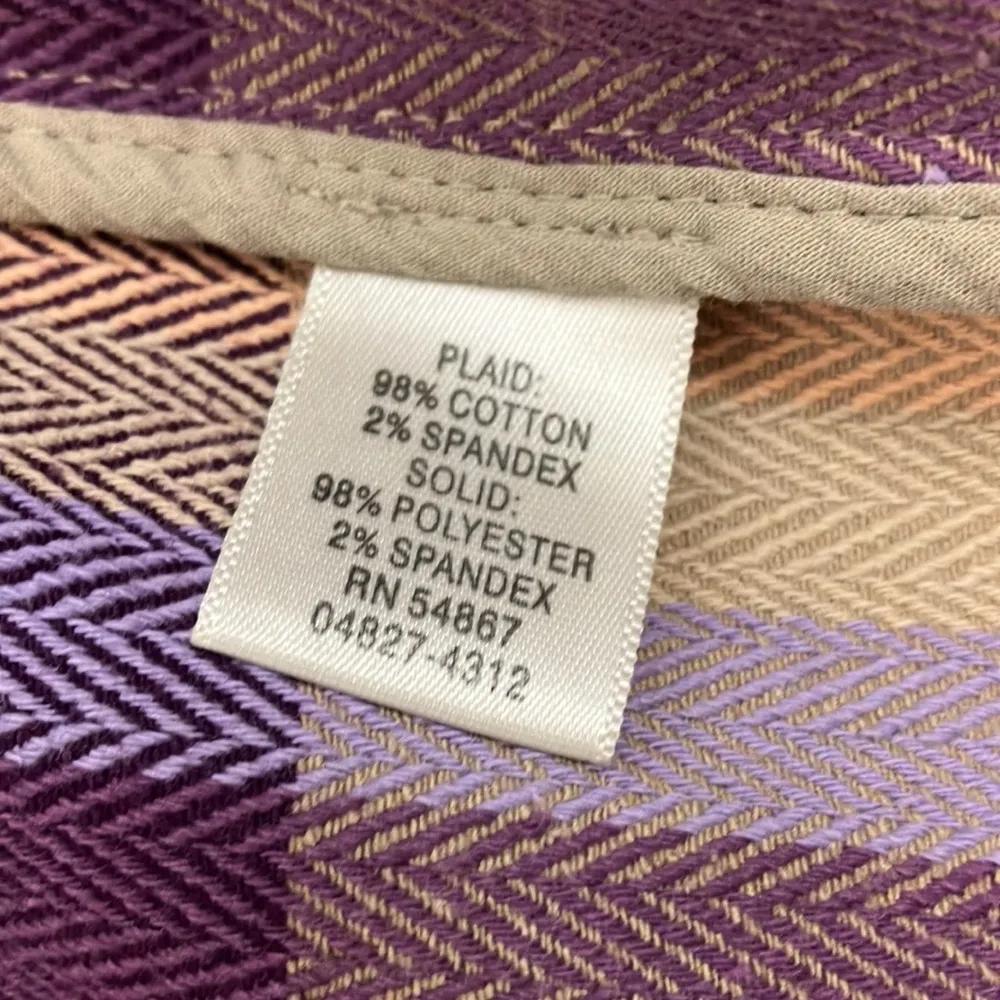 PLAID:
98% COTTON
2% SPANDEX
SOLID:
98% POLYESTER
2% SPANDEX
RN 54867
04827-4312